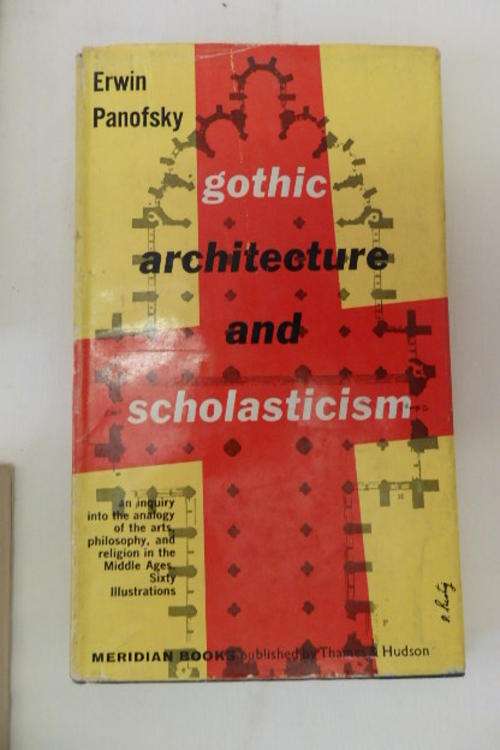 Erwin
Panofsky
gothic
architecture
and
scholasticism
an inquiry
into the analogy
of the arts,
philosophy, and
religion in the
Middle Ages.
Sixty
Illustrations
MERIDIAN BOOKS published by Thames & Hudson